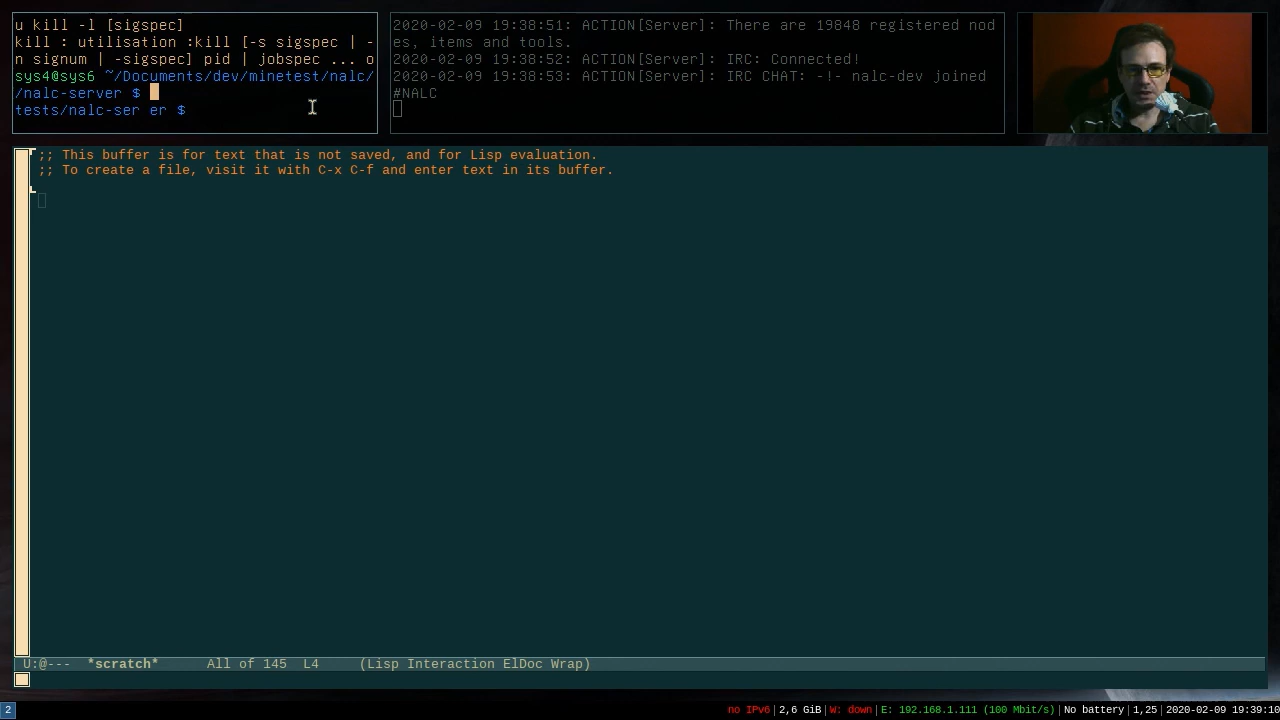 u kill -l [sigspec]
kill : utilisation :kill [-s sigspec | -
n signum | -sigspec] pid | jobspec ... o
sys4@sys6 ~/Documents/dev/minetest/nalc/
/nalc-server $
tests/nalc-ser er $
2020-02-09 19:38:51: ACTION[Server]: There are 19848 registered nod
es, items and tools.
2020-02-09 19:38:52: ACTION[Server]: IRC: Connected!
2020-02-09 19:38:53: ACTION[Server]: IRC CHAT: -!- nalc-dev joined
#NALC
;; This buffer is for text that is not saved, and for Lisp evaluation.
;; To create a file, visit it with C-x C-f and enter text in its buffer.
U:@--- *scratch* All of 145 L4 (Lisp Interaction ElDoc Wrap)
2 no IPv6|2,6 GiB|W: down|E: 192.168.1.111 (100 Mbit/s)|No battery|1,25|2020-02-09 19:39:10